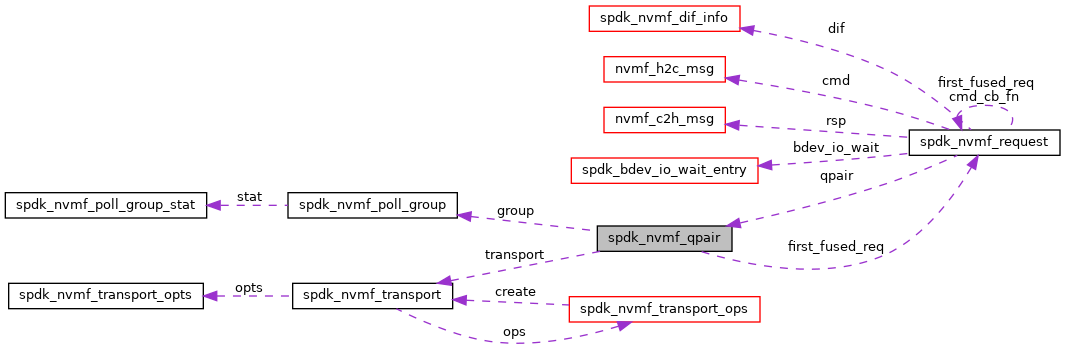 spdk_nvmf_dif_info
dif
nvmf_h2c_msg
cmd
first_fused_req
cmd_cb_fn
nvmf_c2h_msg
rsp
spdk_nvmf_request
bdev_io_wait
spdk_bdev_io_wait_entry
qpair
spdk_nvmf_poll_group_stat
stat
spdk_nvmf_poll_group
group
spdk_nvmf_qpair
first_fused_req
transport
spdk_nvmf_transport_opts
opts
spdk_nvmf_transport
create
spdk_nvmf_transport_ops
ops